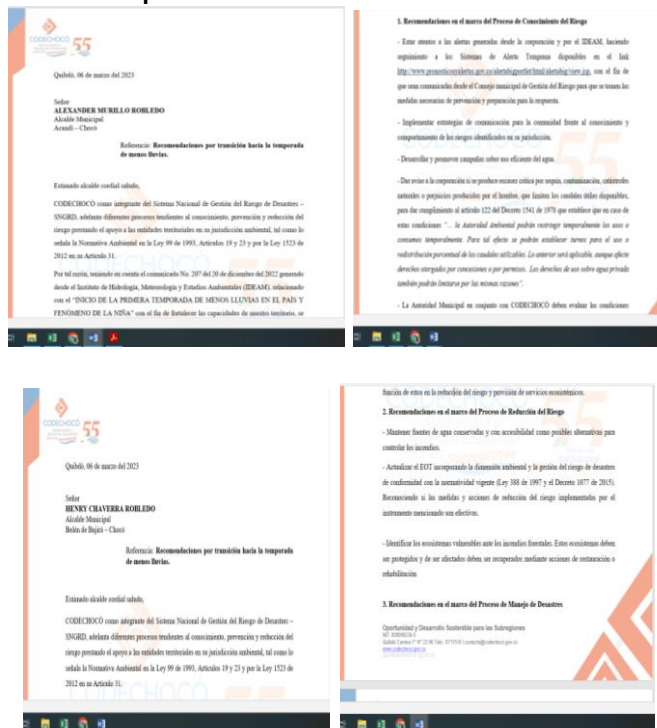 CODECHOCÓ
55
Quibdó, 06 de marzo del 2023
Señor
ALEXANDER MURILLO ROBLEDO
Alcalde Municipal
Acandí – Chocó
Referencia: Recomendaciones por transición hacia la temporada
de menos lluvias.
Estimado alcalde cordial saludo,
CODECHOCÓ como integrante del Sistema Nacional de Gestión del Riesgo de Desastres –
SNGRD, adelanta diferentes procesos tendientes al conocimiento, prevención y reducción del
riesgo prestando el apoyo a las entidades territoriales en su jurisdicción ambiental, tal como lo
señala la Normativa Ambiental en la Ley 99 de 1993, Artículos 19 y 23 y por la Ley 1523 de
2012 en su Artículo 31.
Por tal razón, teniendo en cuenta el comunicado No. 207 del 20 de diciembre del 2022 generado
desde el Instituto de Hidrología, Meteorología y Estudios Ambientales (IDEAM), relacionado
con el “INICIO DE LA PRIMERA TEMPORADA DE MENOS LLUVIAS EN EL PAÍS Y
FENÓMENO DE LA NIÑA” con el fin de fortalecer las capacidades de nuestro territorio, se
1. Recomendaciones en el marco del Proceso de Conocimiento del Riesgo
- Estar atentos a las alertas generadas desde la corporación y por el IDEAM, haciendo
seguimiento a los Sistemas de Alerta Temprana disponibles en el link
con el fin de
que sean comunicadas desde el Consejo municipal de Gestión del Riesgo para que se tomen las
medidas necesarias de prevención y preparación para la respuesta.
- Implementar estrategias de comunicación para la comunidad frente al conocimiento y
comportamiento de los riesgos identificados en su jurisdicción.
- Desarrollar y promover campañas sobre uso eficiente del agua.
- Dar aviso a la corporación si se produce escasez crítica por sequía, contaminación, catástrofes
naturales o perjuicios producidos por el hombre, que limiten los caudales útiles disponibles,
para dar cumplimiento al artículo 122 del Decreto 1541 de 1978 que establece que en caso de
estas condiciones “... la Autoridad Ambiental podrán restringir temporalmente los usos o
consumos temporalmente. Para tal efecto se podrán establecer turnos para el uso o
redistribución porcentual de los caudales utilizables. Lo anterior será aplicable, aunque afecte
derechos otorgados por concesiones o por permisos. Los derechos de uso sobre agua privada
también podrán limitarse por las mismas razones”.
- La Autoridad Municipal en conjunto con CODECHOCÓ deben evaluar las condiciones
CODECHOCÓ
55
Quibdó, 06 de marzo del 2023
Señor
HENRY CHAVERRA ROBLEDO
Alcalde Municipal
Belén de Bajirá – Chocó
Referencia: Recomendaciones por transición hacia la temporada
de menos lluvias.
Estimado alcalde cordial saludo,
CODECHOCÓ como integrante del Sistema Nacional de Gestión del Riesgo de Desastres –
SNGRD, adelanta diferentes procesos tendientes al conocimiento, prevención y reducción del
riesgo prestando el apoyo a las entidades territoriales en su jurisdicción ambiental, tal como lo
señala la Normativa Ambiental en la Ley 99 de 1993, Artículos 19 y 23 y por la Ley 1523 de
2012 en su Artículo 31.
función de estos en la reducción del riesgo y provisión de servicios ecosistémicos.
2. Recomendaciones en el marco del Proceso de Reducción del Riesgo
- Mantener fuentes de agua conservadas y con accesibilidad como posibles alternativas para
controlar los incendios.
- Actualizar el EOT incorporando la dimensión ambiental y la gestión del riesgo de desastres
de conformidad con la normatividad vigente (Ley 388 de 1997 y el Decreto 1077 de 2015).
Reconociendo si las medidas y acciones de reducción del riesgo implementadas por el
instrumento mencionado son efectivas.
- Identificar los ecosistemas vulnerables ante los incendios forestales. Estos ecosistemas deben
ser protegidos y de ser afectados deben ser recuperados mediante acciones de restauración o
rehabilitación
3. Recomendaciones en el marco del Proceso de Manejo de Desastres
Oportunidad y Desarrollo Sostenible para las Subregiones